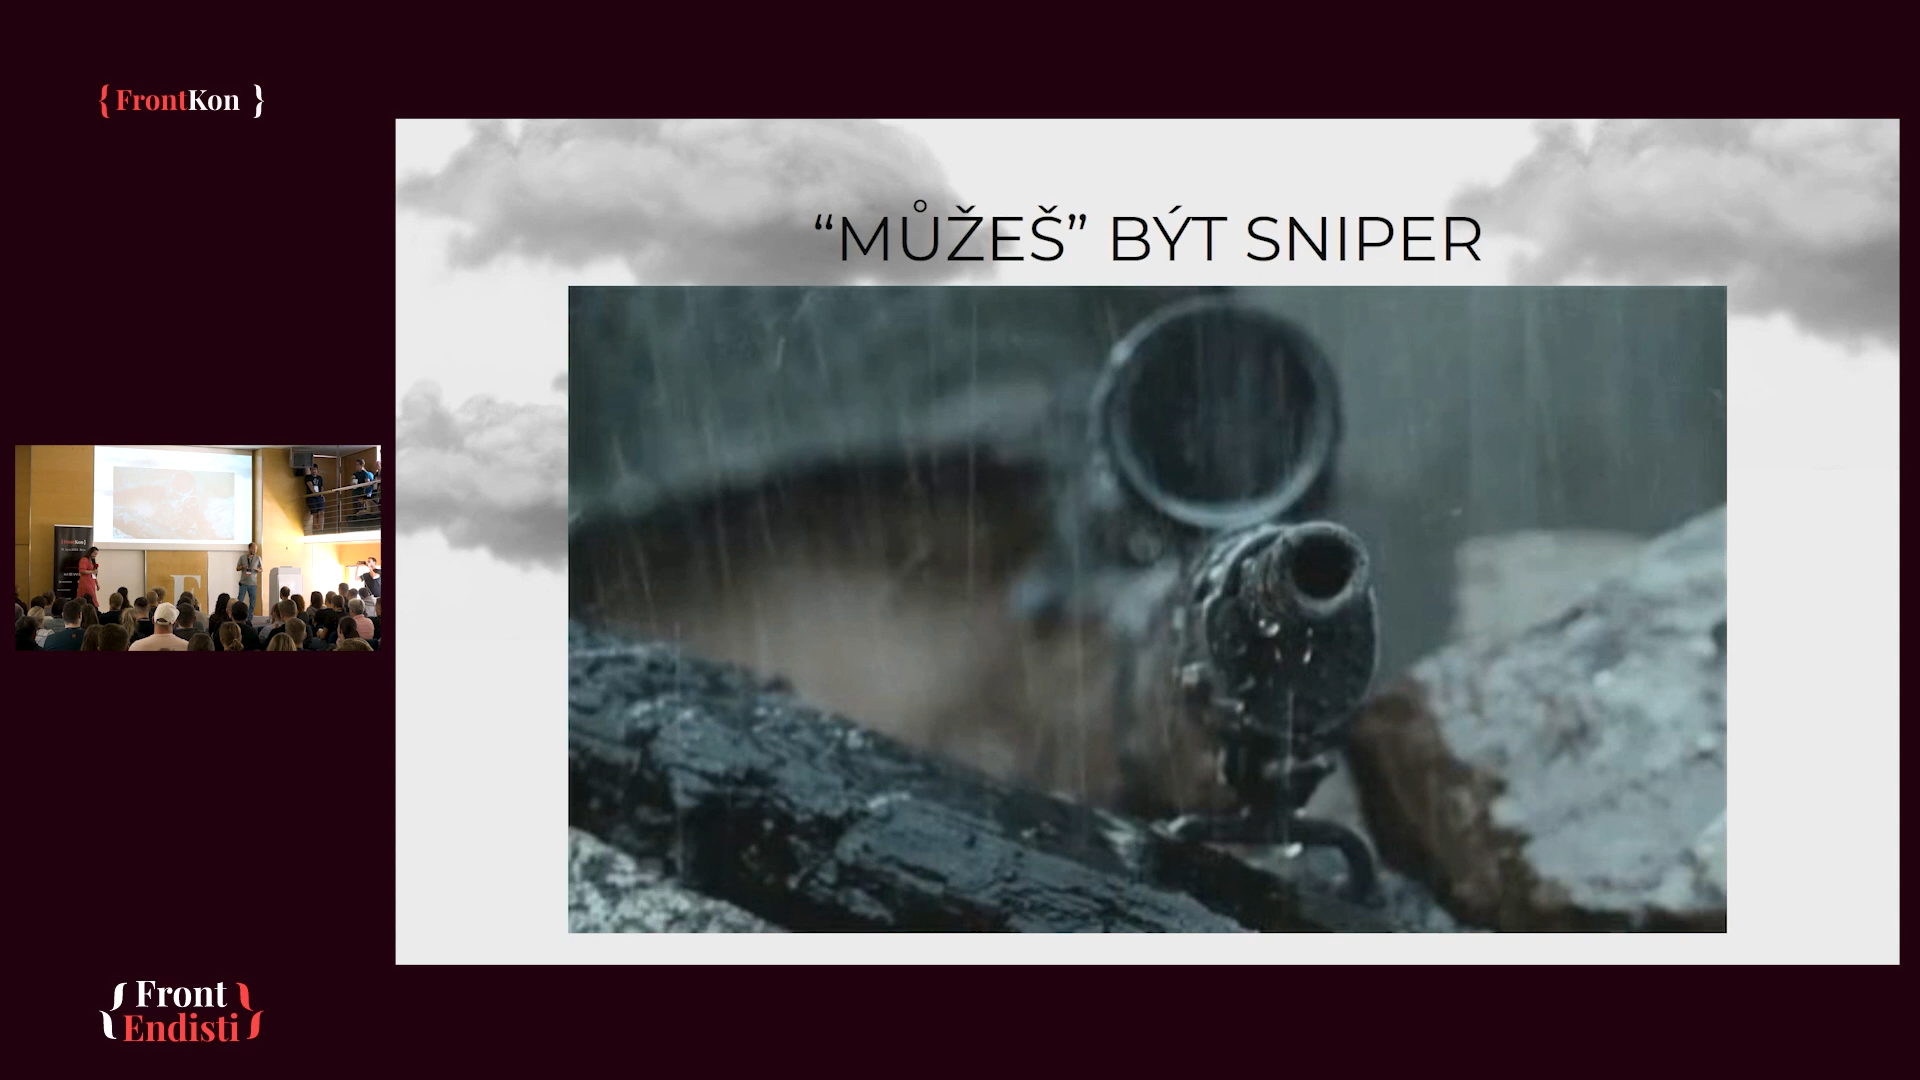 { FrontKon }
“MŮŽEŠ” BÝT SNIPER
{ Front }
{ Endisti }